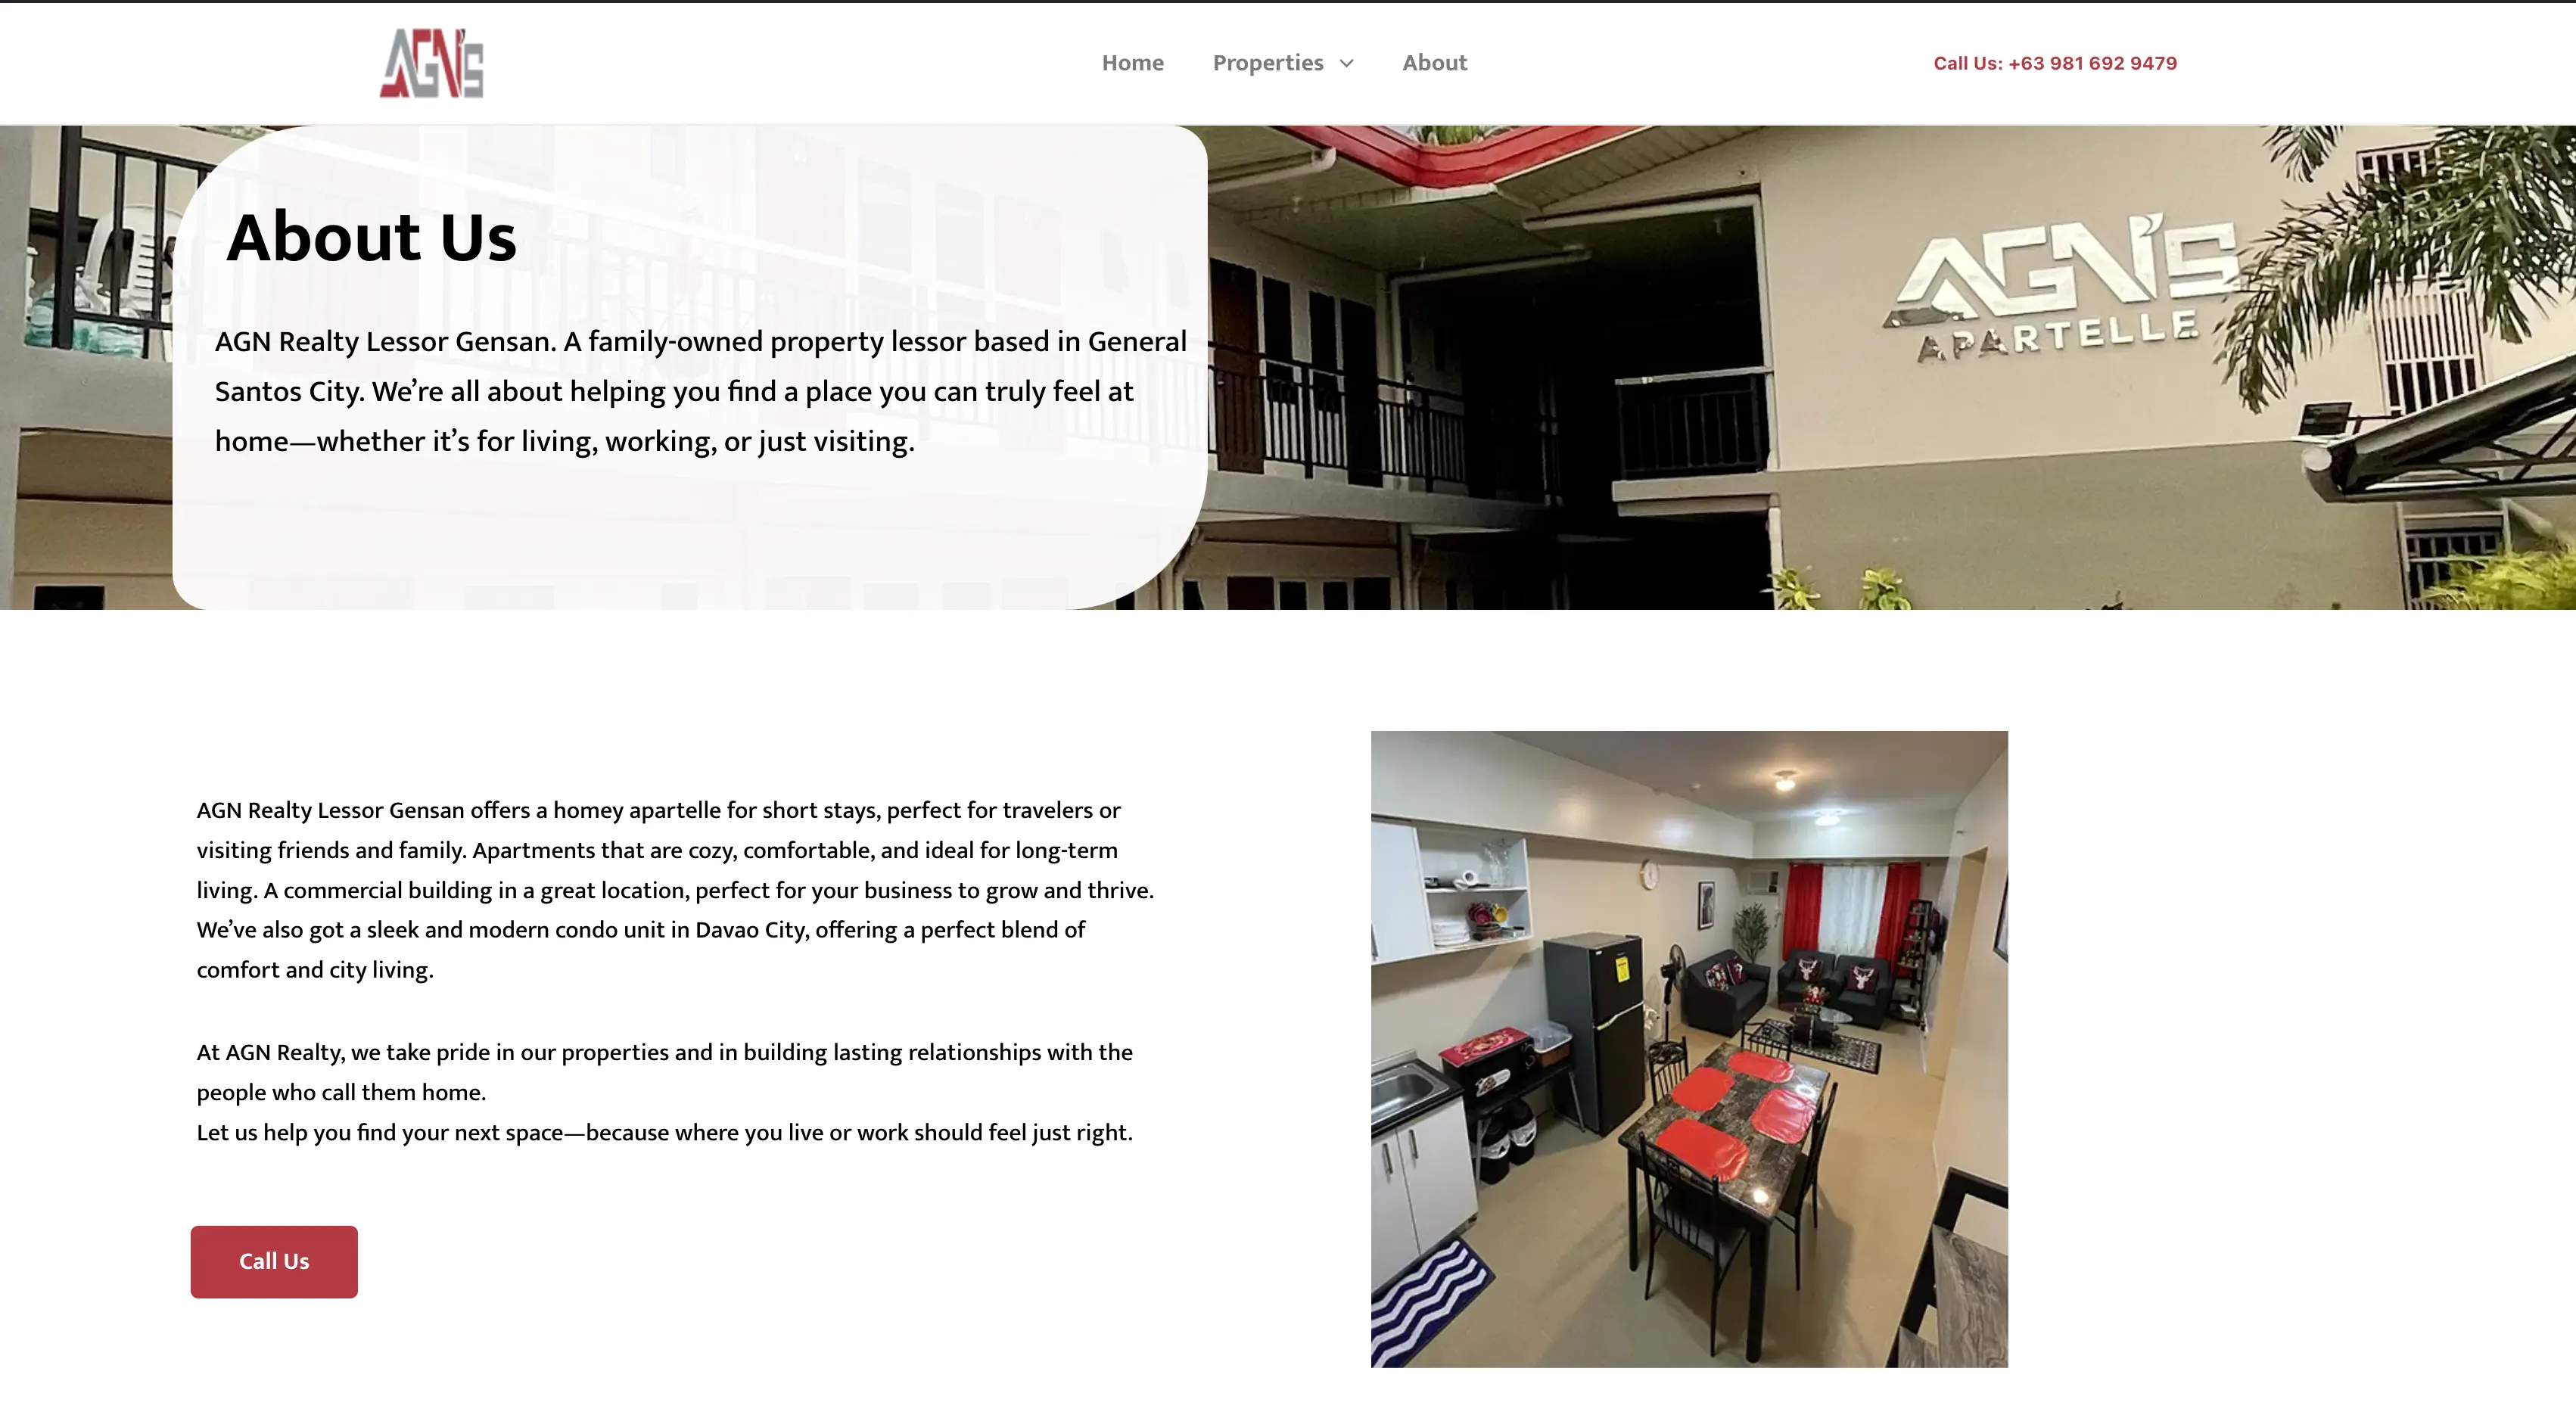 AGN's
Home
Properties
About
Call Us: +63 981 692 9479
About Us
AGN'S
APARTELLE
AGN Realty Lessor Gensan. A family-owned property lessor based in General
Santos City. We’re all about helping you find a place you can truly feel at
home—whether it’s for living, working, or just visiting.
AGN Realty Lessor Gensan offers a homey apartelle for short stays, perfect for travelers or
visiting friends and family. Apartments that are cozy, comfortable, and ideal for long-term
living. A commercial building in a great location, perfect for your business to grow and thrive.
We’ve also got a sleek and modern condo unit in Davao City, offering a perfect blend of
comfort and city living.
At AGN Realty, we take pride in our properties and in building lasting relationships with the
people who call them home.
Let us help you find your next space—because where you live or work should feel just right.
Call Us